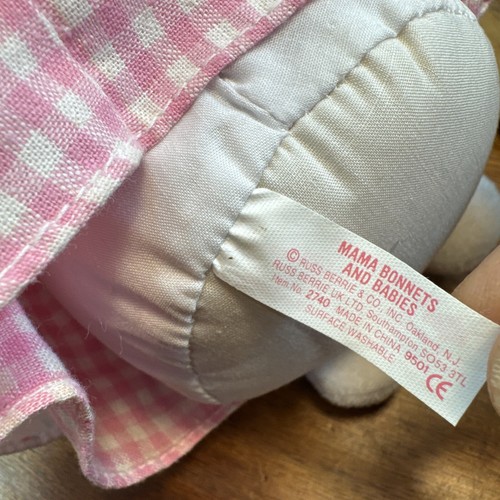 MAMA BONNETS
AND BABIES
© RUSS BERRIE & CO., INC. Oakland, N.J.
RUSS BERRIE UK LTD. Southampton SO53 3TL
Item No. 2740 MADE IN CHINA 9501 CE
SURFACE WASHABLE